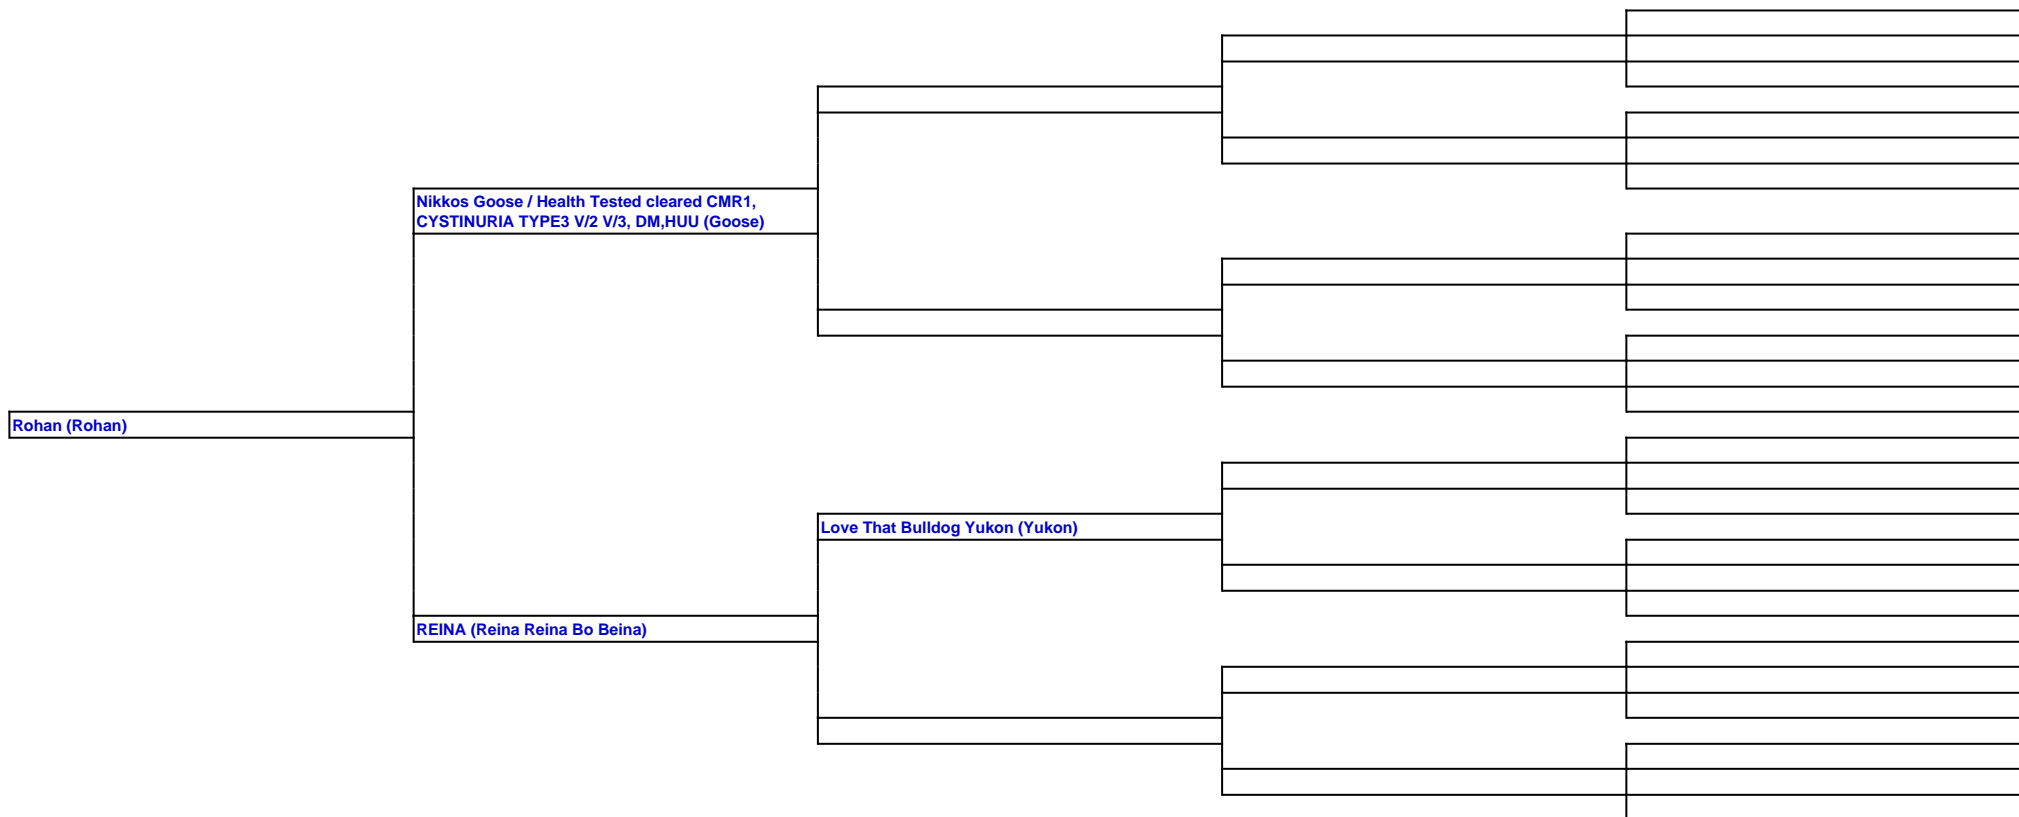 Nikkos Goose / Health Tested cleared CMR1,
CYSTINURIA TYPE3 V/2 V/3, DM,HUU (Goose)
Rohan (Rohan)
Love That Bulldog Yukon (Yukon)
REINA (Reina Reina Bo Beina)